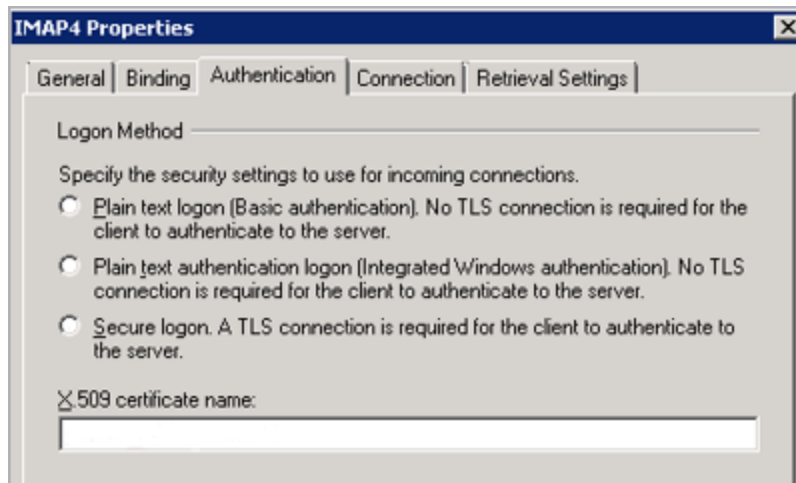 IMAP4 Properties
General Binding Authentication Connection Retrieval Settings
Logon Method
Specify the security settings to use for incoming connections.
Plain text logon (Basic authentication). No TLS connection is required for the
client to authenticate to the server.
Plain text authentication logon (Integrated Windows authentication). No TLS
connection is required for the client to authenticate to the server.
Secure logon. A TLS connection is required for the client to authenticate to
the server.
X.509 certificate name: